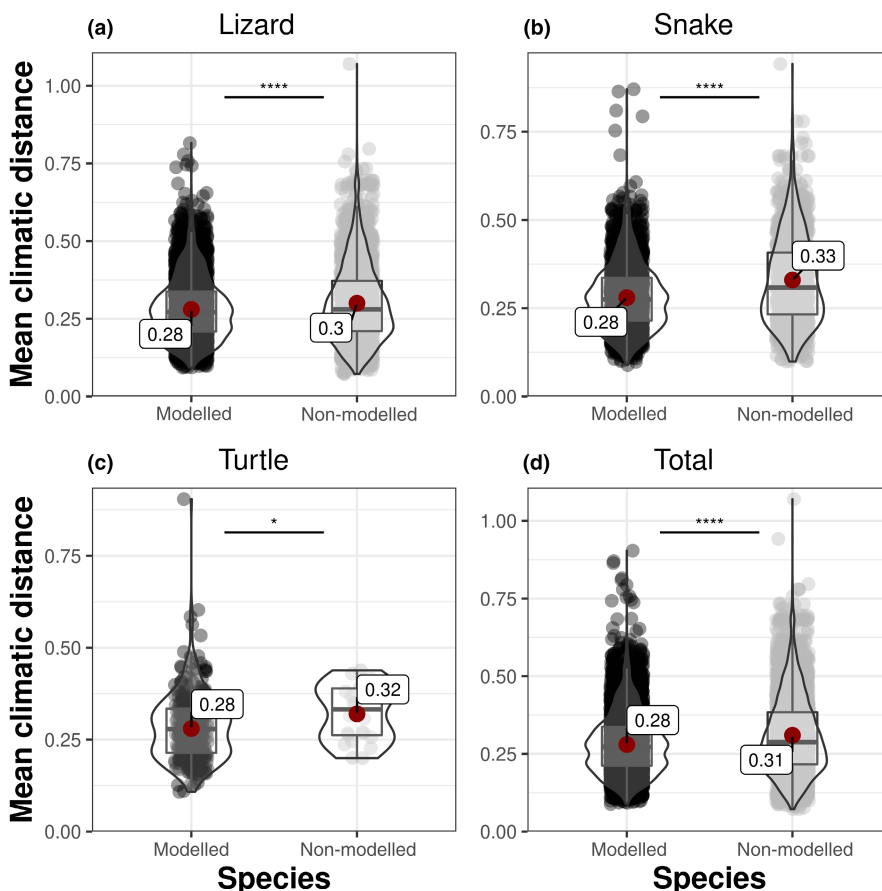 (a) Lizard
Mean climatic distance
1.00
0.75
0.50
0.25
0.00
****
0.28
0.3
Modelled Non-modelled
(b) Snake
0.75
0.50
0.25
0.00
****
0.33
0.28
Modelled Non-modelled
(c) Turtle
Mean climatic distance
0.75
0.50
0.25
0.00
*
0.28
0.32
Modelled Non-modelled
Species
(d) Total
1.00
0.75
0.50
0.25
0.00
****
0.28
0.31
Modelled Non-modelled
Species